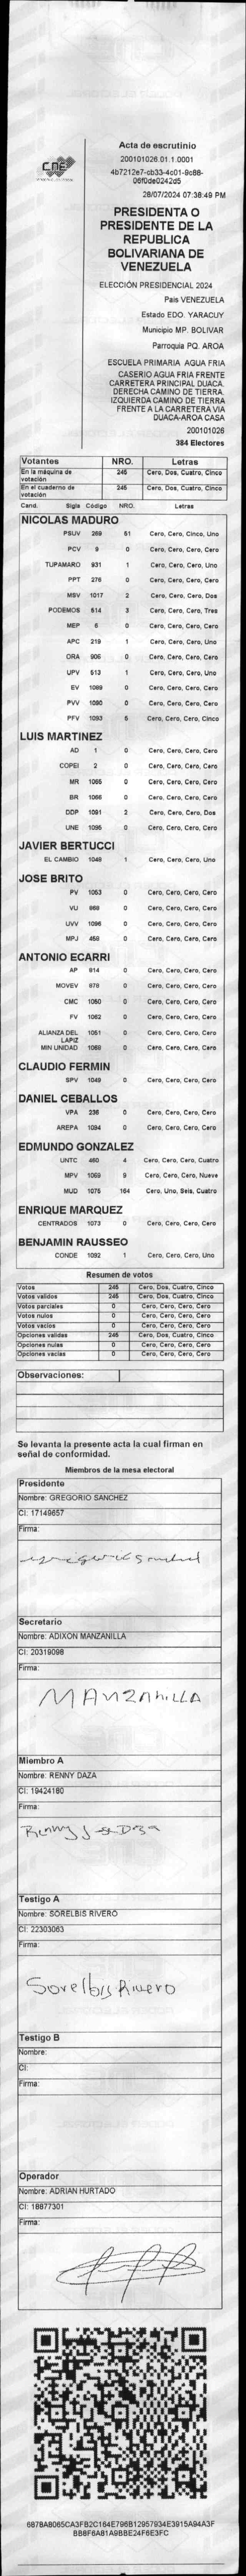 CNE
Acta de escrutinio
200101026.01.1.0001
4b7212e7-cb33-4c01-9c88-
06f0de0242d5
28/07/2024 07:38:49 PM
PRESIDENTA O
PRESIDENTE DE LA
REPUBLICA
BOLIVARIANA DE
VENEZUELA
ELECCIÓN PRESIDENCIAL 2024
País VENEZUELA
Estado EDO. YARACUY
Municipio MP. BOLIVAR
Parroquia PQ. AROA
ESCUELA PRIMARIA AGUA FRIA
CASERIO AGUA FRIA FRENTE
CARRETERA PRINCIPAL DUACA.
DERECHA CAMINO DE TIERRA.
IZQUIERDA CAMINO DE TIERRA
FRENTE A LA CARRETERA VIA
DUACA-AROA CASA
200101026
384 Electores
Votantes NRO. Letras
En la máquina de votación 245 Cero, Dos, Cuatro, Cinco
En el cuaderno de votación 245 Cero, Dos, Cuatro, Cinco
Cand. Sigla Código NRO. Letras
NICOLAS MADURO
PSUV 269 51 Cero, Cero, Cinco, Uno
PCV 9 0 Cero, Cero, Cero, Cero
TUPAMARO 931 1 Cero, Cero, Cero, Uno
PPT 276 0 Cero, Cero, Cero, Cero
MSV 1017 2 Cero, Cero, Cero, Dos
PODEMOS 514 3 Cero, Cero, Cero, Tres
MEP 6 0 Cero, Cero, Cero, Cero
APC 219 1 Cero, Cero, Cero, Uno
ORA 906 0 Cero, Cero, Cero, Cero
UPV 513 1 Cero, Cero, Cero, Uno
EV 1089 0 Cero, Cero, Cero, Cero
PVV 1090 0 Cero, Cero, Cero, Cero
PFV 1093 5 Cero, Cero, Cero, Cinco
LUIS MARTINEZ
AD 1 0 Cero, Cero, Cero, Cero
COPEI 2 0 Cero, Cero, Cero, Cero
MR 1065 0 Cero, Cero, Cero, Cero
BR 1066 0 Cero, Cero, Cero, Cero
DDP 1091 2 Cero, Cero, Cero, Dos
UNE 1095 0 Cero, Cero, Cero, Cero
JAVIER BERTUCCI
EL CAMBIO 1048 1 Cero, Cero, Cero, Uno
JOSE BRITO
PV 1053 0 Cero, Cero, Cero, Cero
VU 968 0 Cero, Cero, Cero, Cero
UVV 1096 0 Cero, Cero, Cero, Cero
MPJ 458 0 Cero, Cero, Cero, Cero
ANTONIO ECARRI
AP 914 0 Cero, Cero, Cero, Cero
MOVEV 978 0 Cero, Cero, Cero, Cero
CMC 1050 0 Cero, Cero, Cero, Cero
FV 1062 0 Cero, Cero, Cero, Cero
ALIANZA DEL LAPIZ 1051 0 Cero, Cero, Cero, Cero
MIN UNIDAD 1068 0 Cero, Cero, Cero, Cero
CLAUDIO FERMIN
SPV 1049 0 Cero, Cero, Cero, Cero
DANIEL CEBALLOS
VPA 236 0 Cero, Cero, Cero, Cero
AREPA 1094 0 Cero, Cero, Cero, Cero
EDMUNDO GONZALEZ
UNTC 460 4 Cero, Cero, Cero, Cuatro
MPV 1069 9 Cero, Cero, Cero, Nueve
MUD 1075 164 Cero, Uno, Seis, Cuatro
ENRIQUE MARQUEZ
CENTRADOS 1073 0 Cero, Cero, Cero, Cero
BENJAMIN RAUSSEO
CONDE 1092 1 Cero, Cero, Cero, Uno
Resumen de votos
Votos 245 Cero, Dos, Cuatro, Cinco
Votos validos 245 Cero, Dos, Cuatro, Cinco
Votos parciales 0 Cero, Cero, Cero, Cero
Votos nulos 0 Cero, Cero, Cero, Cero
Votos vacios 0 Cero, Cero, Cero, Cero
Opciones validas 245 Cero, Dos, Cuatro, Cinco
Opciones nulas 0 Cero, Cero, Cero, Cero
Opciones vacias 0 Cero, Cero, Cero, Cero
Observaciones:
Se levanta la presente acta la cual firman en
señal de conformidad.
Miembros de la mesa electoral
Presidente
Nombre: GREGORIO SANCHEZ
CI: 17149657
Firma:
Secretario
Nombre: ADIXON MANZANILLA
CI: 20319098
Firma:
MANZANILLA
Miembro A
Nombre: RENNY DAZA
CI: 19424180
Firma:
Testigo A
Nombre: SORELBIS RIVERO
CI: 22303063
Firma:
Sorelbis Rivero
Testigo B
Nombre:
CI:
Firma:
Operador
Nombre: ADRIAN HURTADO
CI: 18877301
Firma:
6878A8065CA3FB2C164E796B12957934E3915A94A3F
BB8F6A81A9BBE24F6E3FC